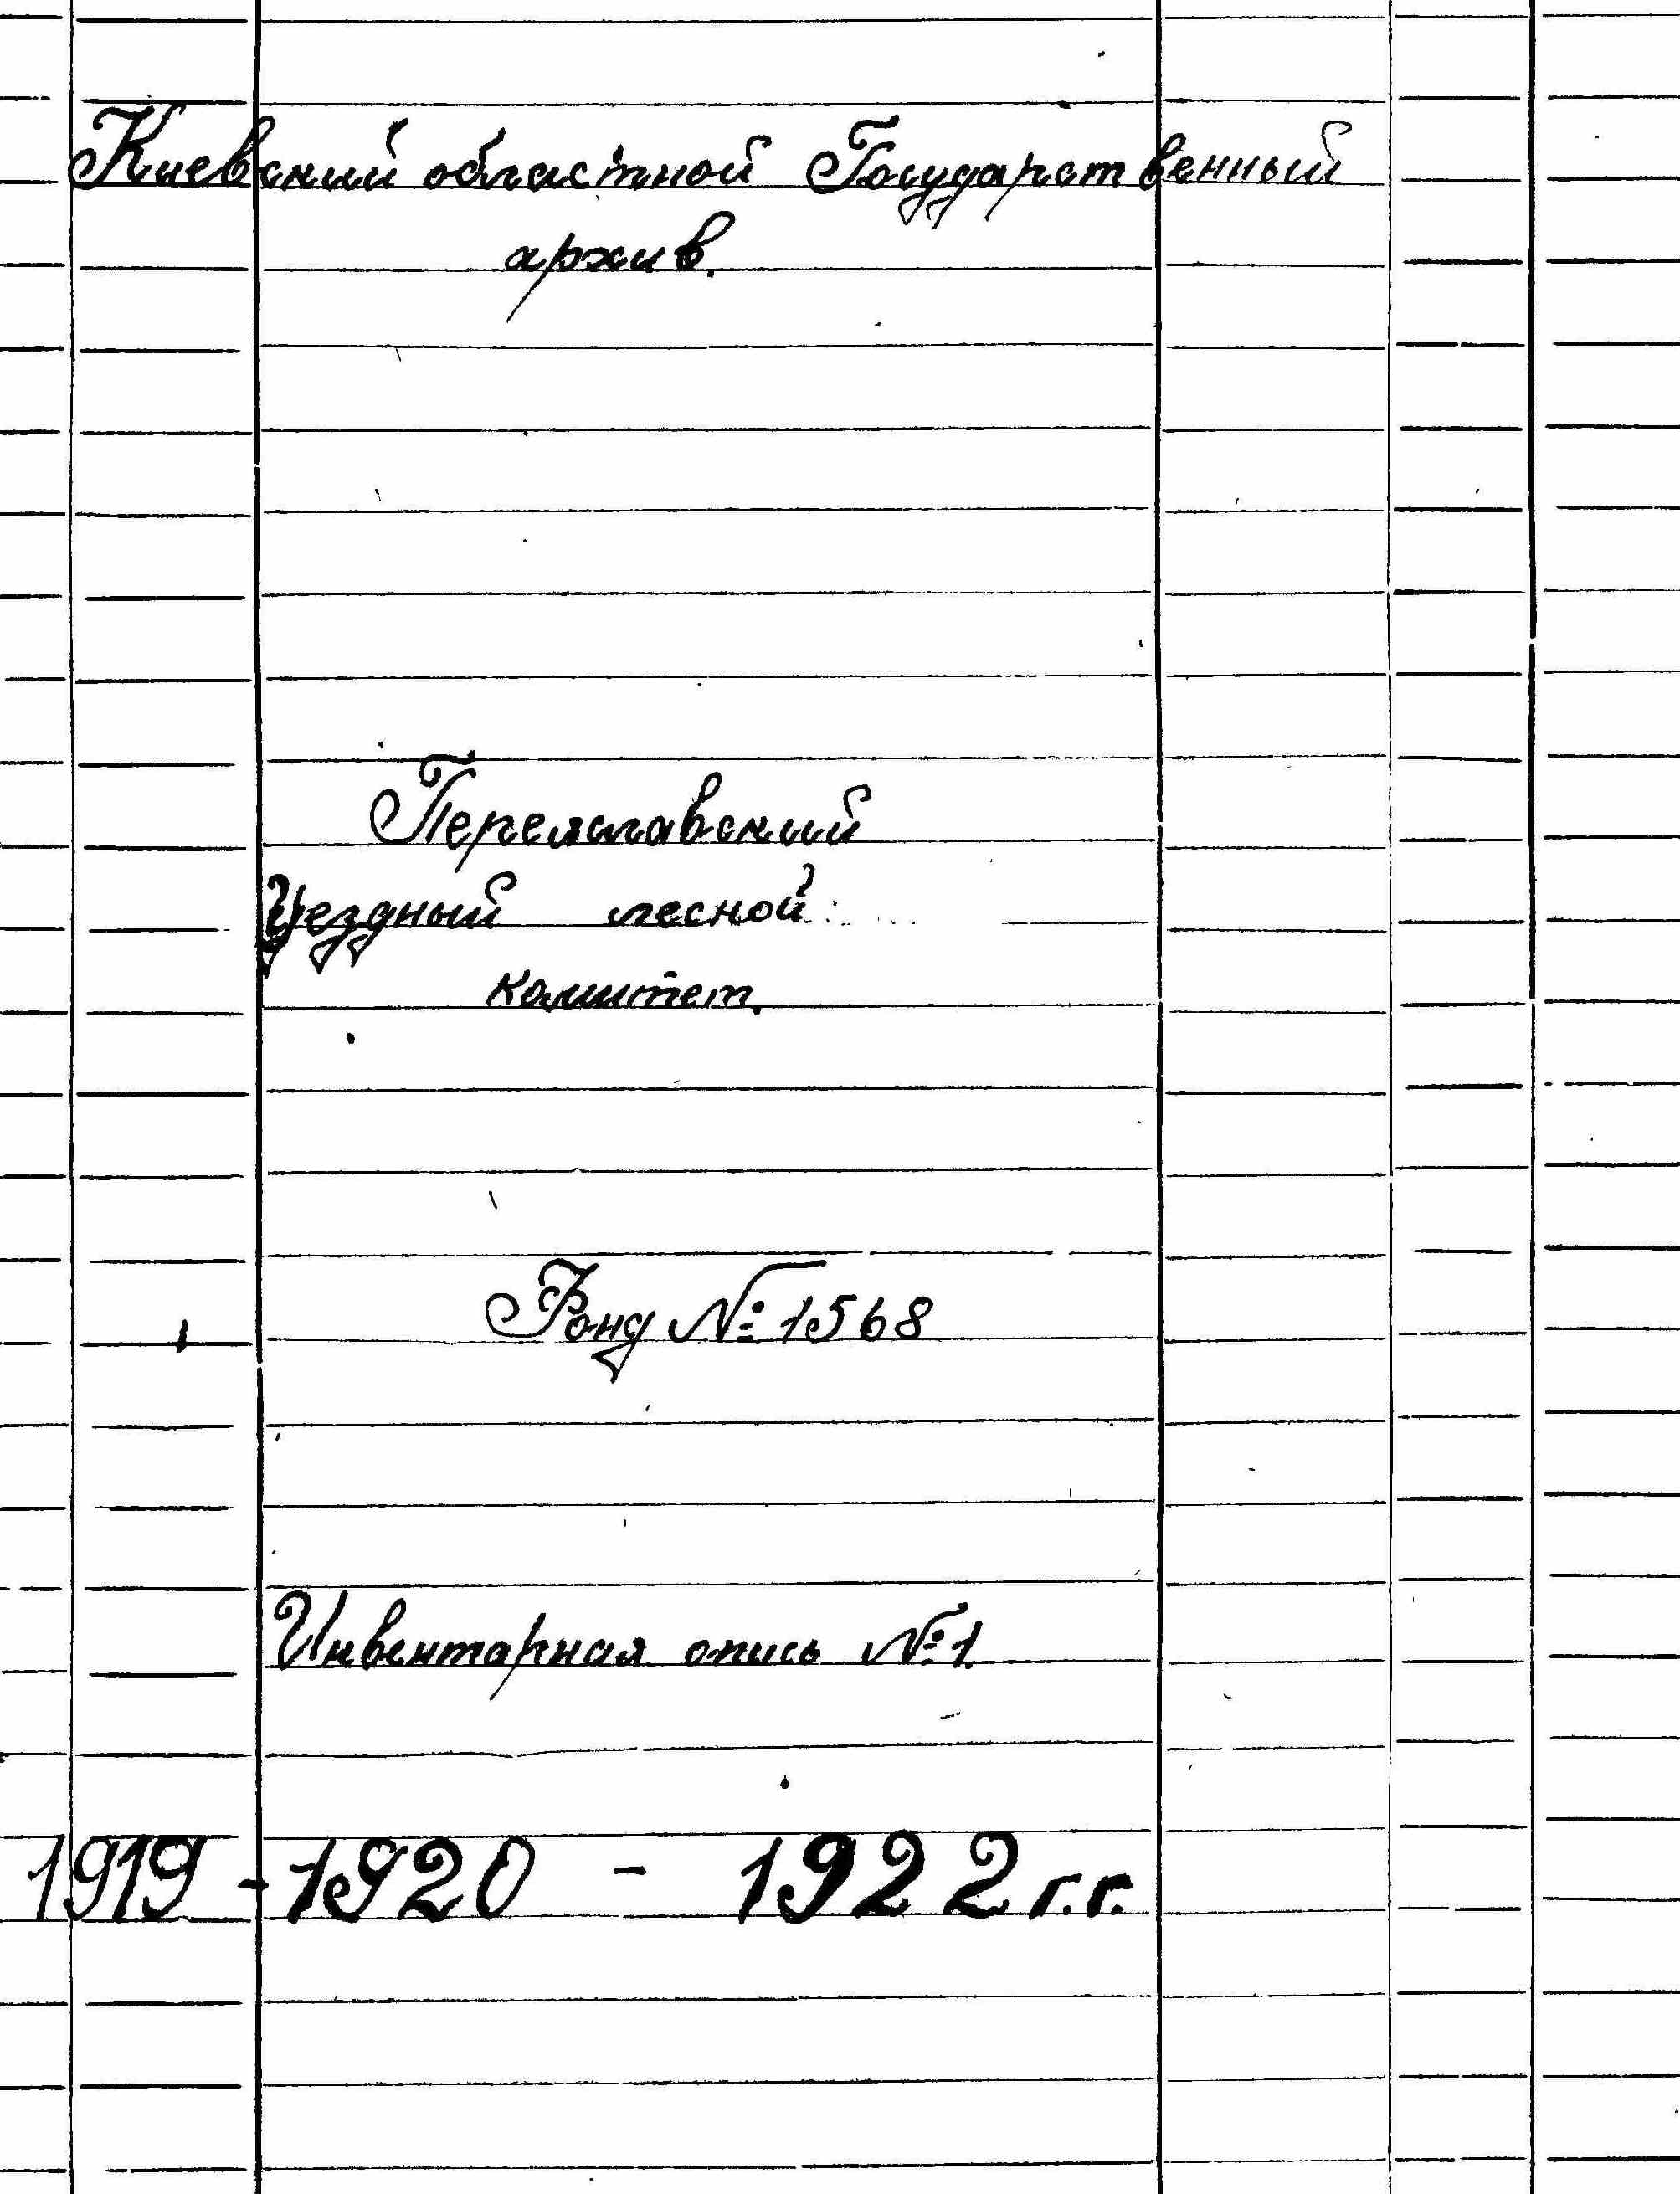 Киевский областной Государственный
архив.
Переяславский
Уездный лесной
комитет.
Фонд № 1568
Инвентарная опись № 1.
1919 - 1920 - 1922 г.г.